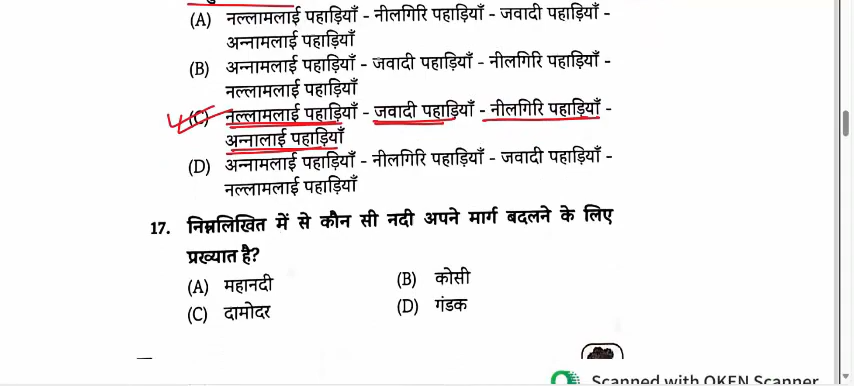 (A) नल्लामलाई पहाड़ियाँ - नीलगिरि पहाड़ियाँ - जवादी पहाड़ियाँ -
अन्नामलाई पहाड़ियाँ
(B) अन्नामलाई पहाड़ियाँ - जवादी पहाड़ियाँ - नीलगिरि पहाड़ियाँ -
नल्लामलाई पहाड़ियाँ
(C) नल्लामलाई पहाड़ियाँ - जवादी पहाड़ियाँ - नीलगिरि पहाड़ियाँ -
अन्नालाई पहाड़ियाँ
(D) अन्नामलाई पहाड़ियाँ - नीलगिरि पहाड़ियाँ - जवादी पहाड़ियाँ -
नल्लामलाई पहाड़ियाँ
17. निम्नलिखित में से कौन सी नदी अपने मार्ग बदलने के लिए
प्रख्यात है?
(A) महानदी (B) कोसी
(C) दामोदर (D) गंडक
Scanned with OKEN Scanner